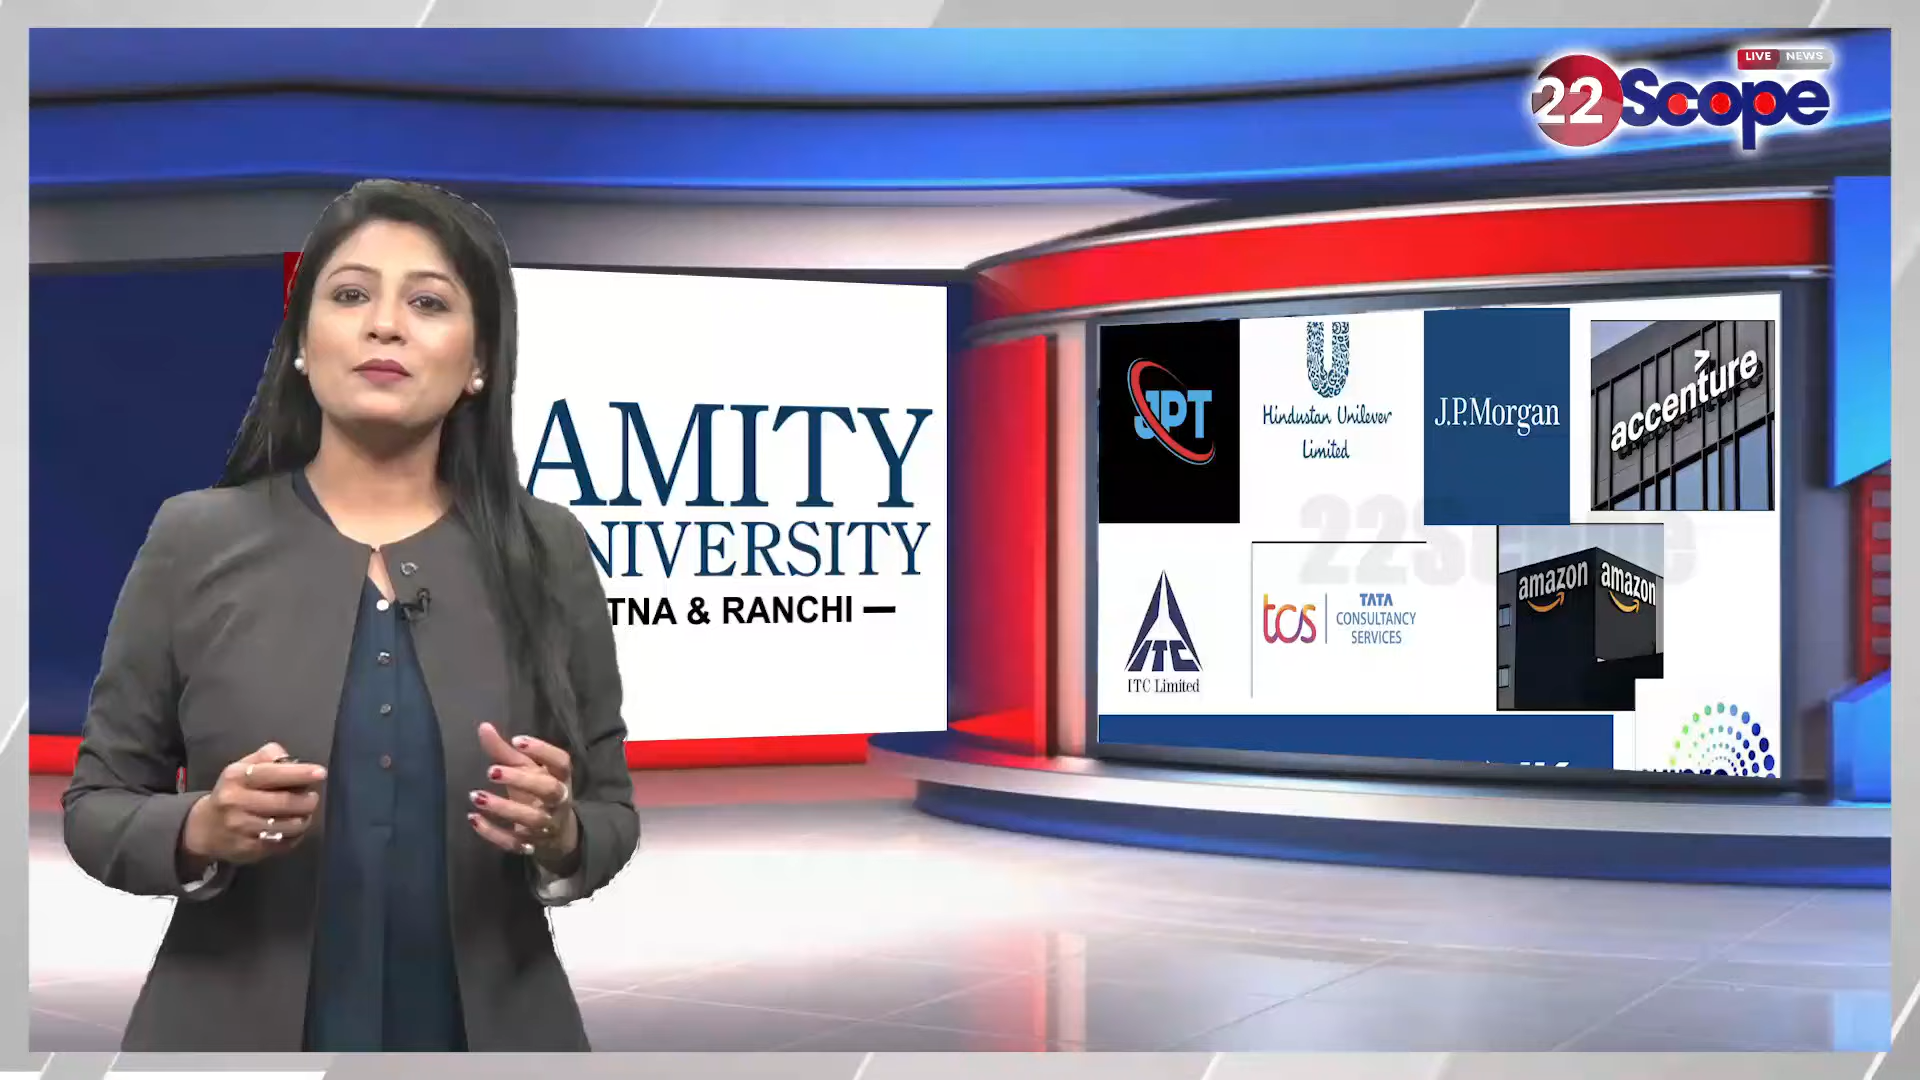 LIVE NEWS
22Scope
AMITY
NIVERSITY
TNA & RANCHI
JPT
Hindustan Unilever
Limited
J.P.Morgan
accenture
22Scope
ITC
ITC Limited
tcs
TATA
CONSULTANCY
SERVICES
amazon
amazon